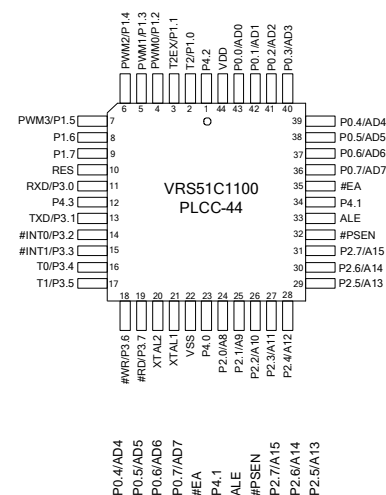 PWM2/P1.4
PWM1/P1.3
PWM0/P1.2
T2EX/P1.1
T2/P1.0
P4.2
VDD
P0.0/AD0
P0.1/AD1
P0.2/AD2
P0.3/AD3
6 5 4 3 2 1 44 43 42 41 40
PWM3/P1.5 7
P1.6 8
P1.7 9
RES 10
RXD/P3.0 11
P4.3 12
TXD/P3.1 13
#INT0/P3.2 14
#INT1/P3.3 15
T0/P3.4 16
T1/P3.5 17
VRS51C1100
PLCC-44
39 P0.4/AD4
38 P0.5/AD5
37 P0.6/AD6
36 P0.7/AD7
35 #EA
34 P4.1
33 ALE
32 #PSEN
31 P2.7/A15
30 P2.6/A14
29 P2.5/A13
18 19 20 21 22 23 24 25 26 27 28
#WR/P3.6
#RD/P3.7
XTAL2
XTAL1
VSS
P4.0
P2.0/A8
P2.1/A9
P2.2/A10
P2.3/A11
P2.4/A12
P0.4/AD4
P0.5/AD5
P0.6/AD6
P0.7/AD7
#EA
P4.1
ALE
#PSEN
P2.7/A15
P2.6/A14
P2.5/A13